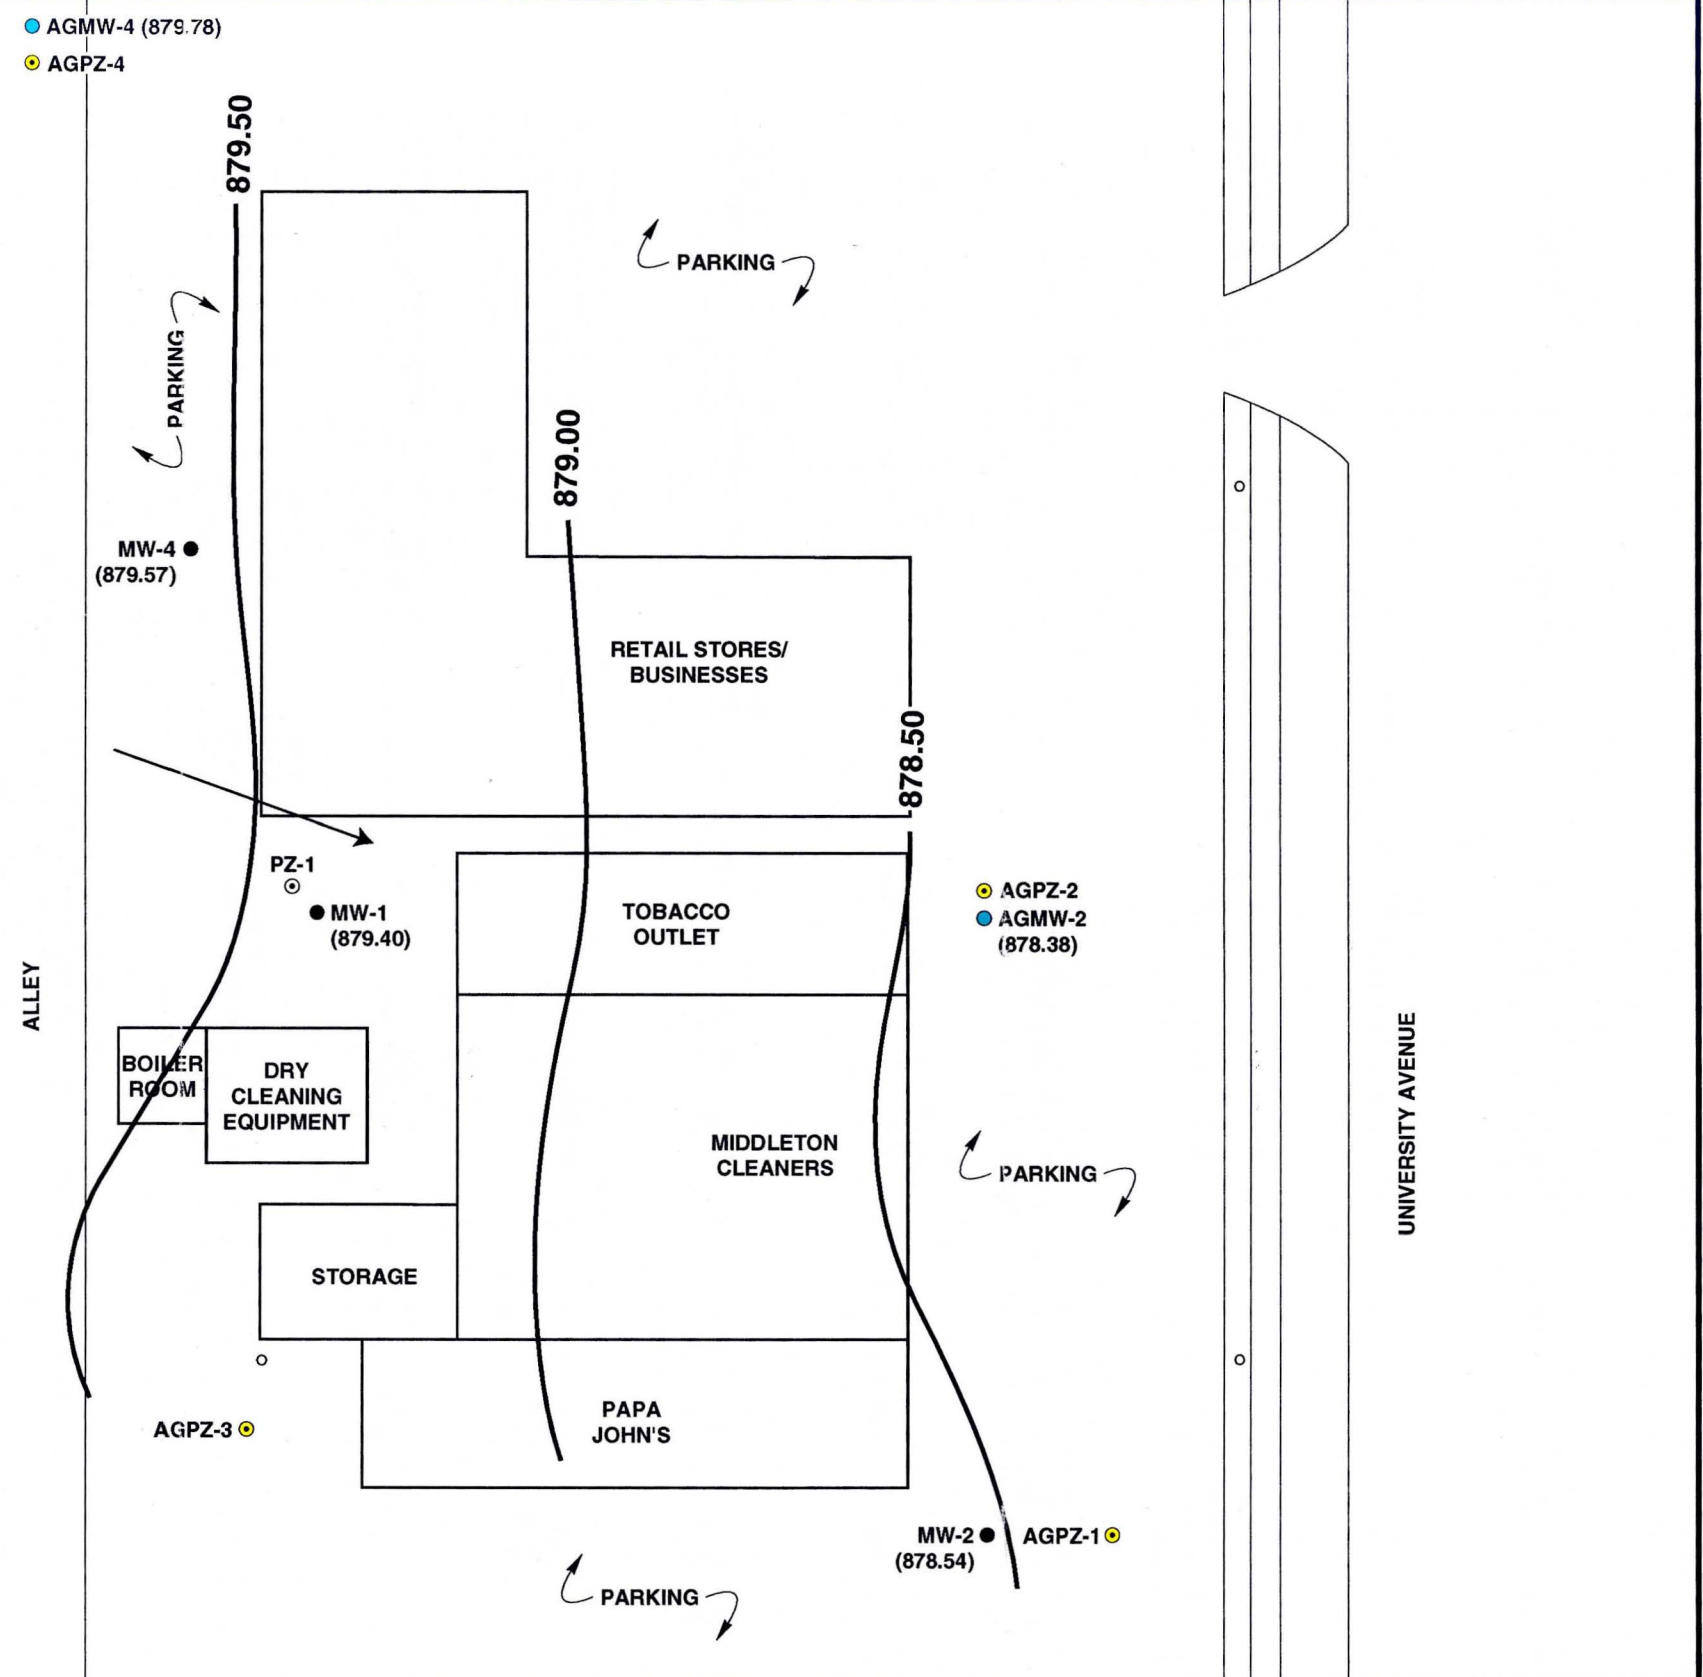 AGMW-4 (879.78)
AGPZ-4
879.50
PARKING
PARKING
879.00
MW-4
(879.57)
RETAIL STORES/
BUSINESSES
878.50
PZ-1
MW-1
(879.40)
TOBACCO
OUTLET
AGPZ-2
AGMW-2
(878.38)
ALLEY
BOILER
ROOM
DRY
CLEANING
EQUIPMENT
MIDDLETON
CLEANERS
PARKING
UNIVERSITY AVENUE
STORAGE
AGPZ-3
PAPA
JOHN'S
MW-2
(878.54)
AGPZ-1
PARKING